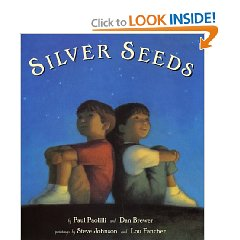 Click to
LOOK INSIDE!
SILVER SEEDS
by Paul Paolilli and Dan Brewer
paintings by Steve Johnson and Lou Fancher